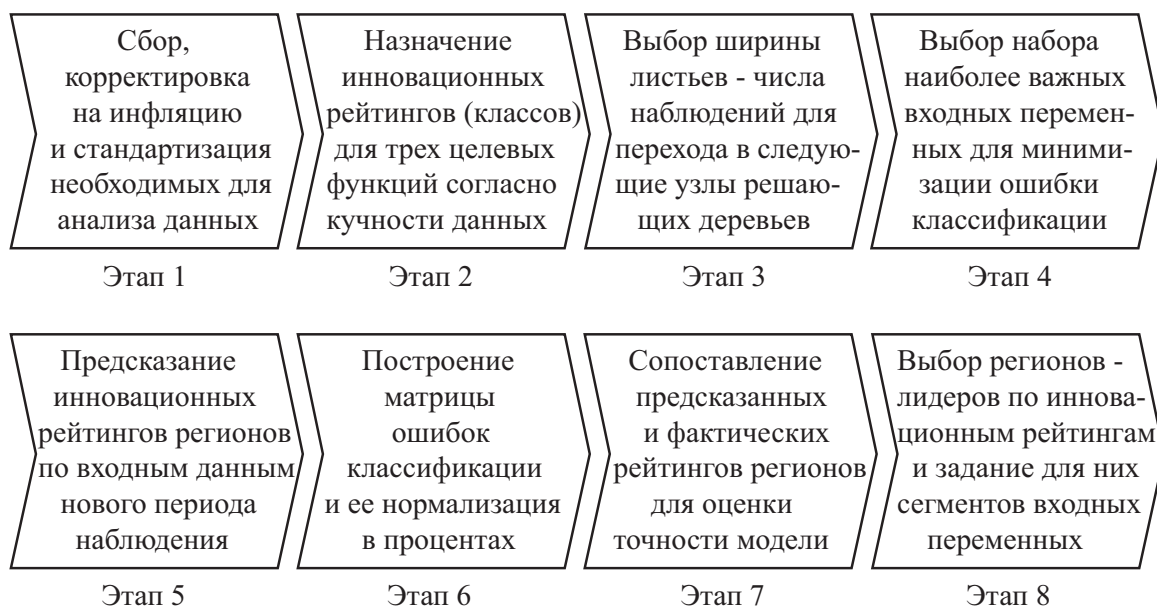 Сбор,
корректировка
на инфляцию
и стандартизация
необходимых для
анализа данных
Этап 1
Назначение
инновационных
рейтингов (классов)
для трех целевых
функций согласно
кучности данных
Этап 2
Выбор ширины
листьев - числа
наблюдений для
перехода в следую-
щие узлы решаю-
щих деревьев
Этап 3
Выбор набора
наиболее важных
входных перемен-
ных для миними-
зации ошибки
классификации
Этап 4
Предсказание
инновационных
рейтингов регионов
по входным данным
нового периода
наблюдения
Этап 5
Построение
матрицы
ошибок
классификации
и ее нормализация
в процентах
Этап 6
Сопоставление
предсказанных
и фактических
рейтингов регионов
для оценки
точности модели
Этап 7
Выбор регионов -
лидеров по иннова-
ционным рейтингам
и задание для них
сегментов входных
переменных
Этап 8